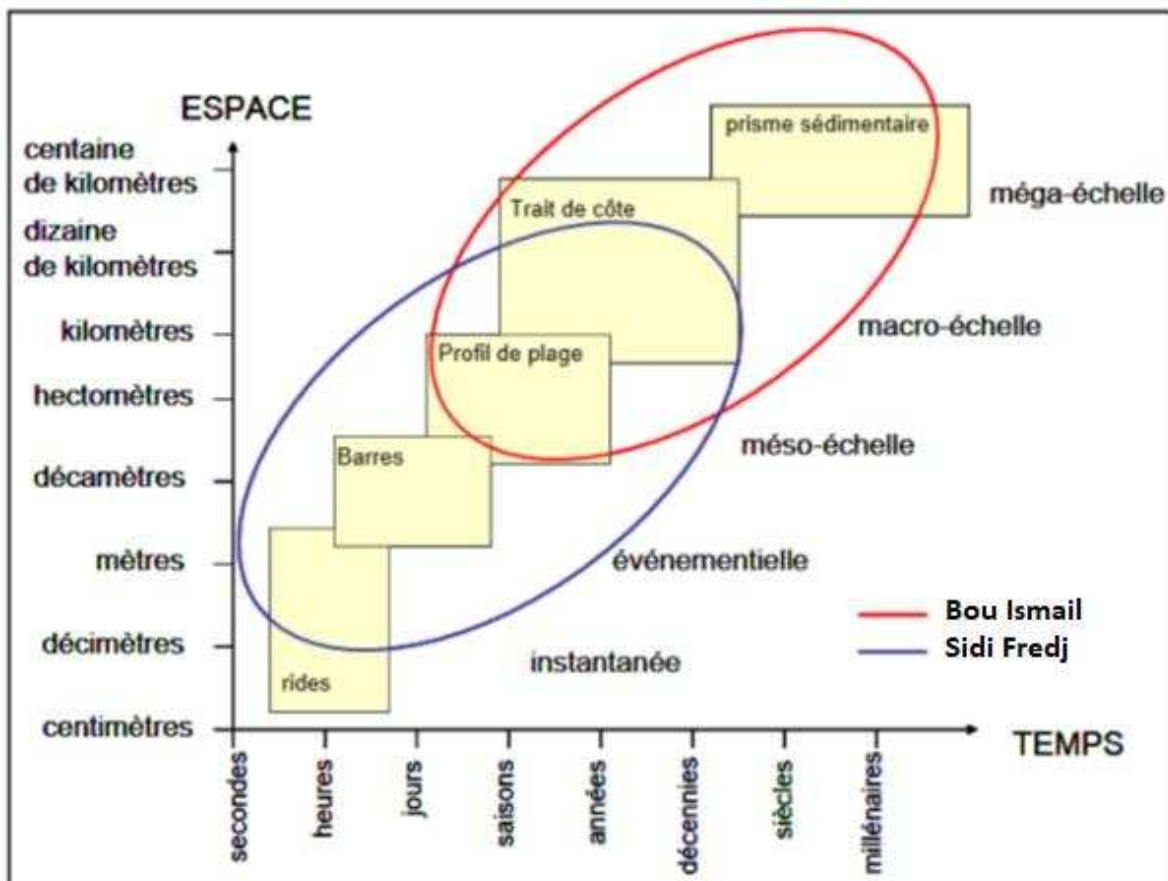 ESPACE
centaine
de kilomètres
dizaine
de kilomètres
kilomètres
hectomètres
décamètres
mètres
décimètres
centimètres
prisme sédimentaire
Trait de côte
Profil de plage
Barres
rides
méga-échelle
macro-échelle
méso-échelle
événementielle
instantanée
Bou Ismail
Sidi Fredj
TEMPS
secondes
heures
jours
saisons
années
décennies
siècles
millénaires